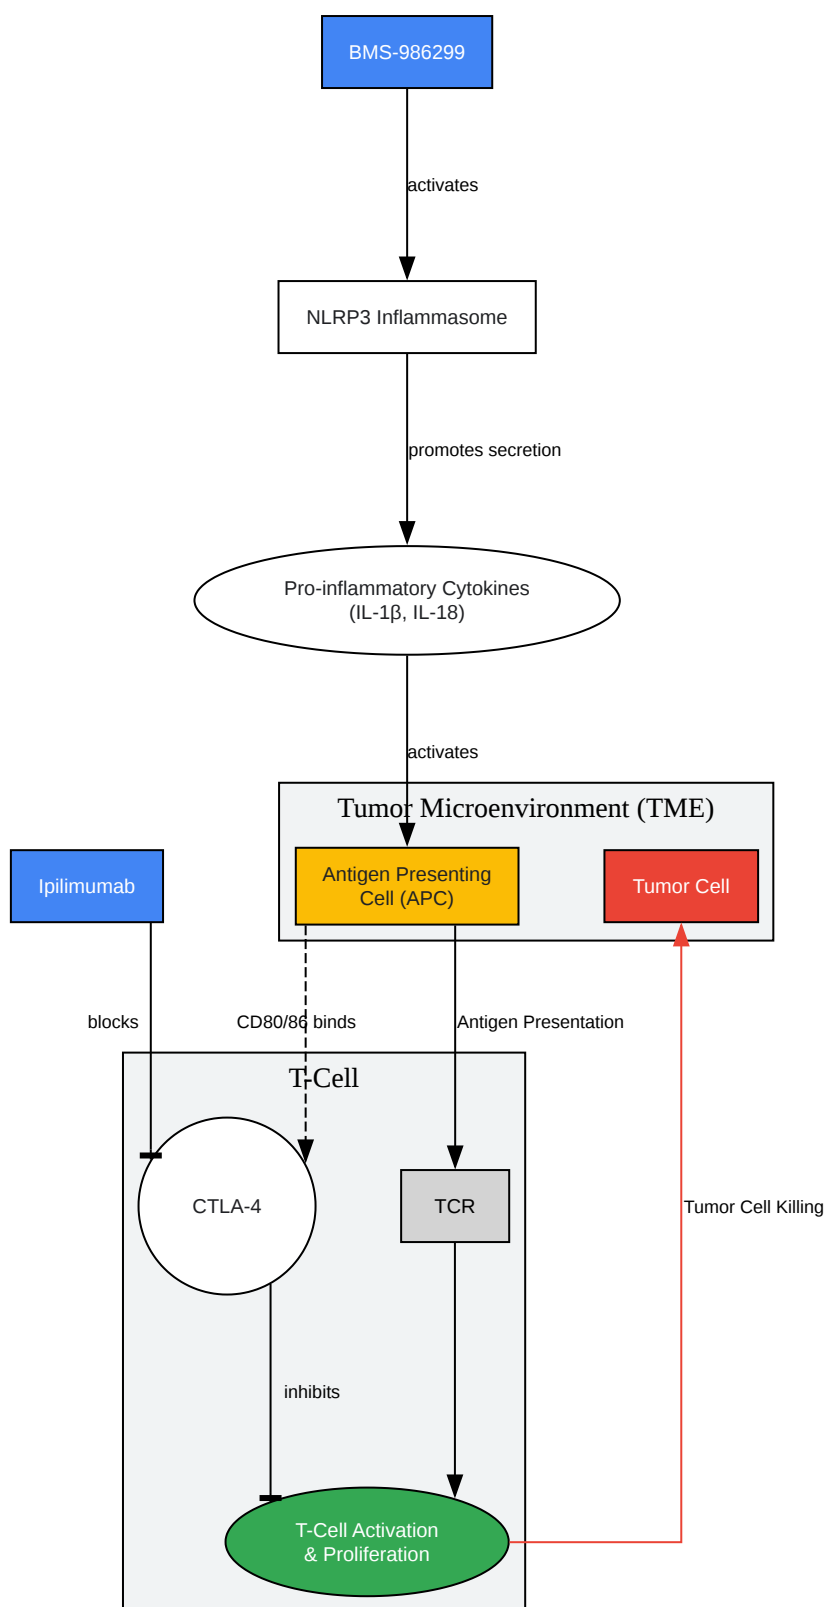 BMS-986299
activates
NLRP3 Inflammasome
promotes secretion
Pro-inflammatory Cytokines
(IL-1β, IL-18)
activates
Tumor Microenvironment (TME)
Ipilimumab
Antigen Presenting
Cell (APC)
Tumor Cell
blocks
CD80/86 binds
Antigen Presentation
T-Cell
CTLA-4
TCR
Tumor Cell Killing
inhibits
T-Cell Activation
& Proliferation